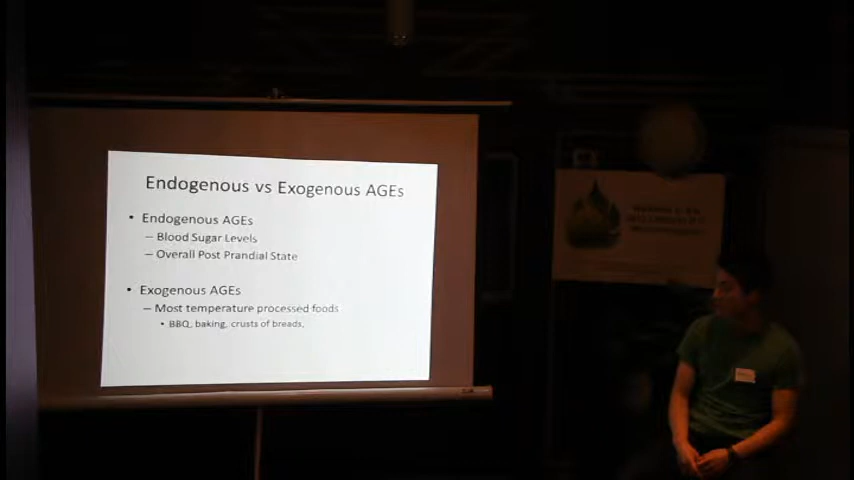 Endogenous vs Exogenous AGEs
• Endogenous AGEs
– Blood Sugar Levels
– Overall Post Prandial State
• Exogenous AGEs
– Most temperature processed foods
• BBQ, baking, crusts of breads,